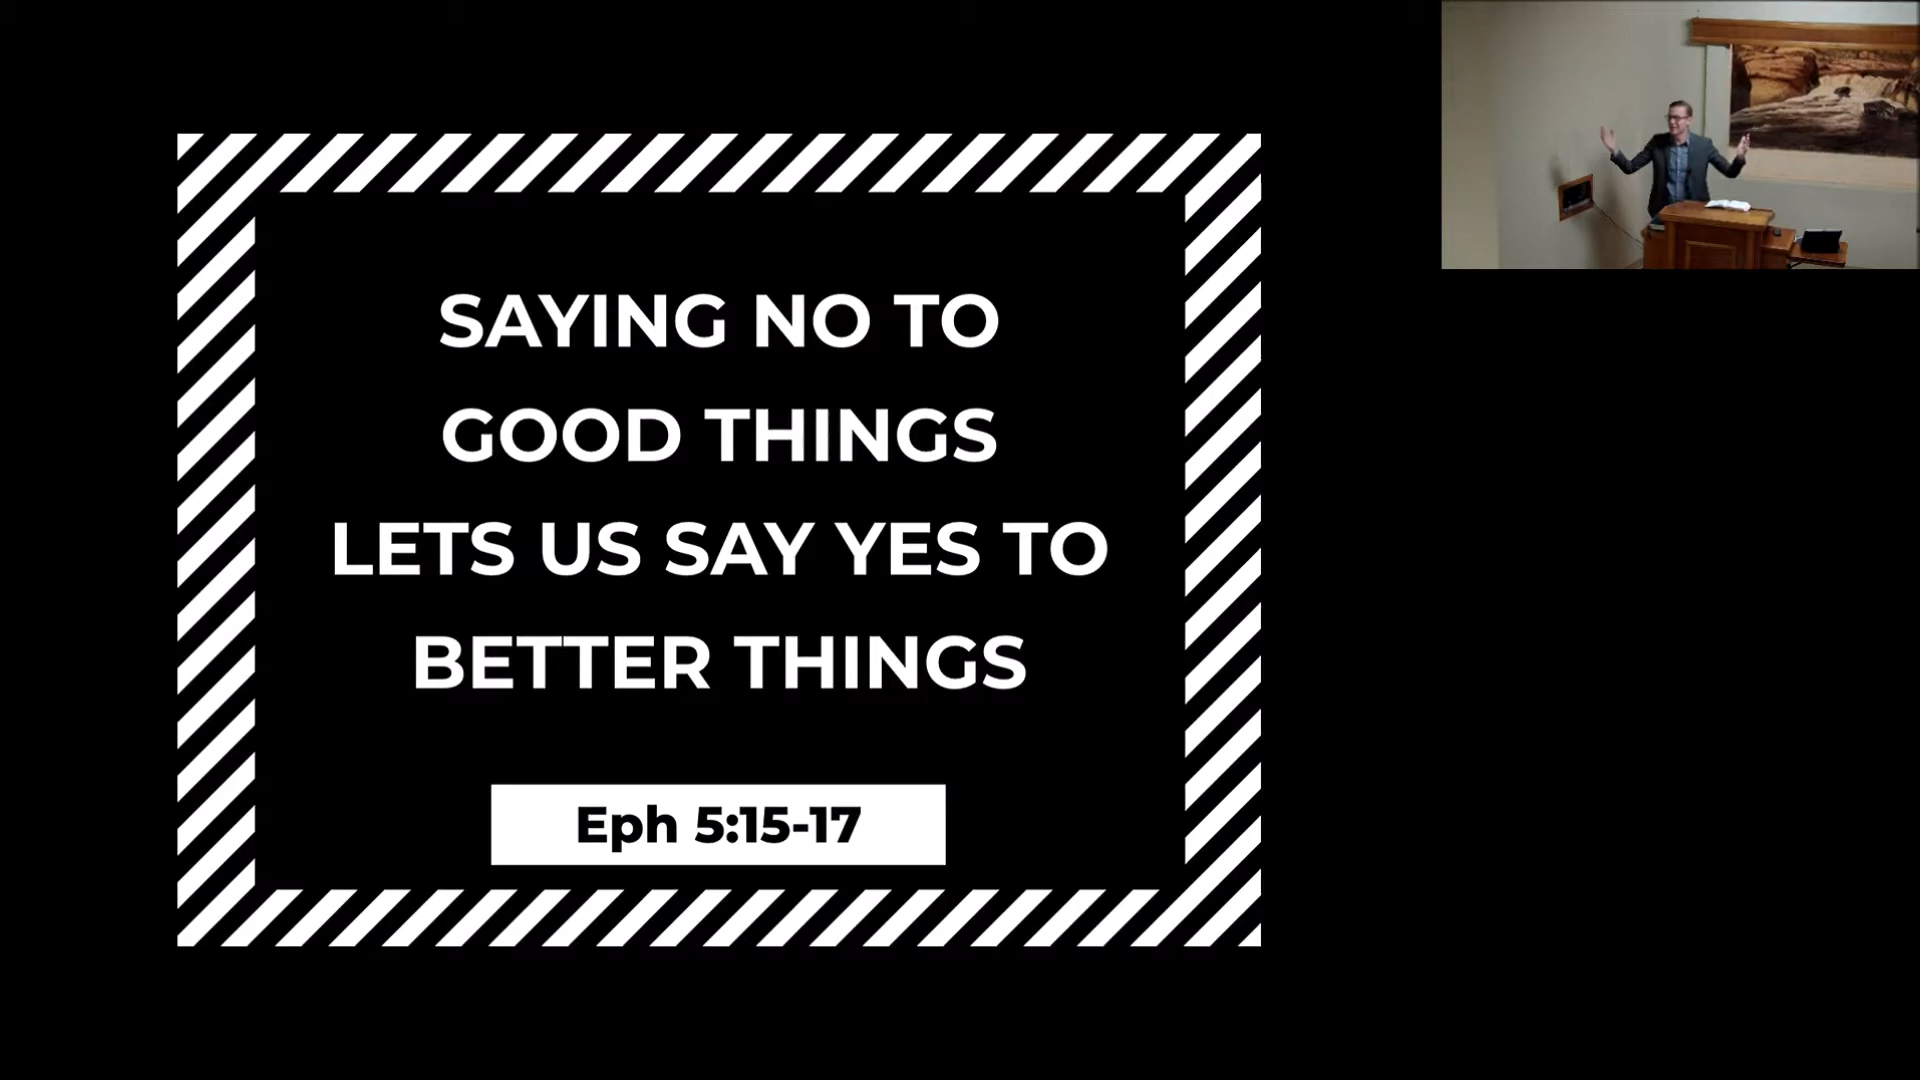 SAYING NO TO
GOOD THINGS
LETS US SAY YES TO
BETTER THINGS
Eph 5:15-17